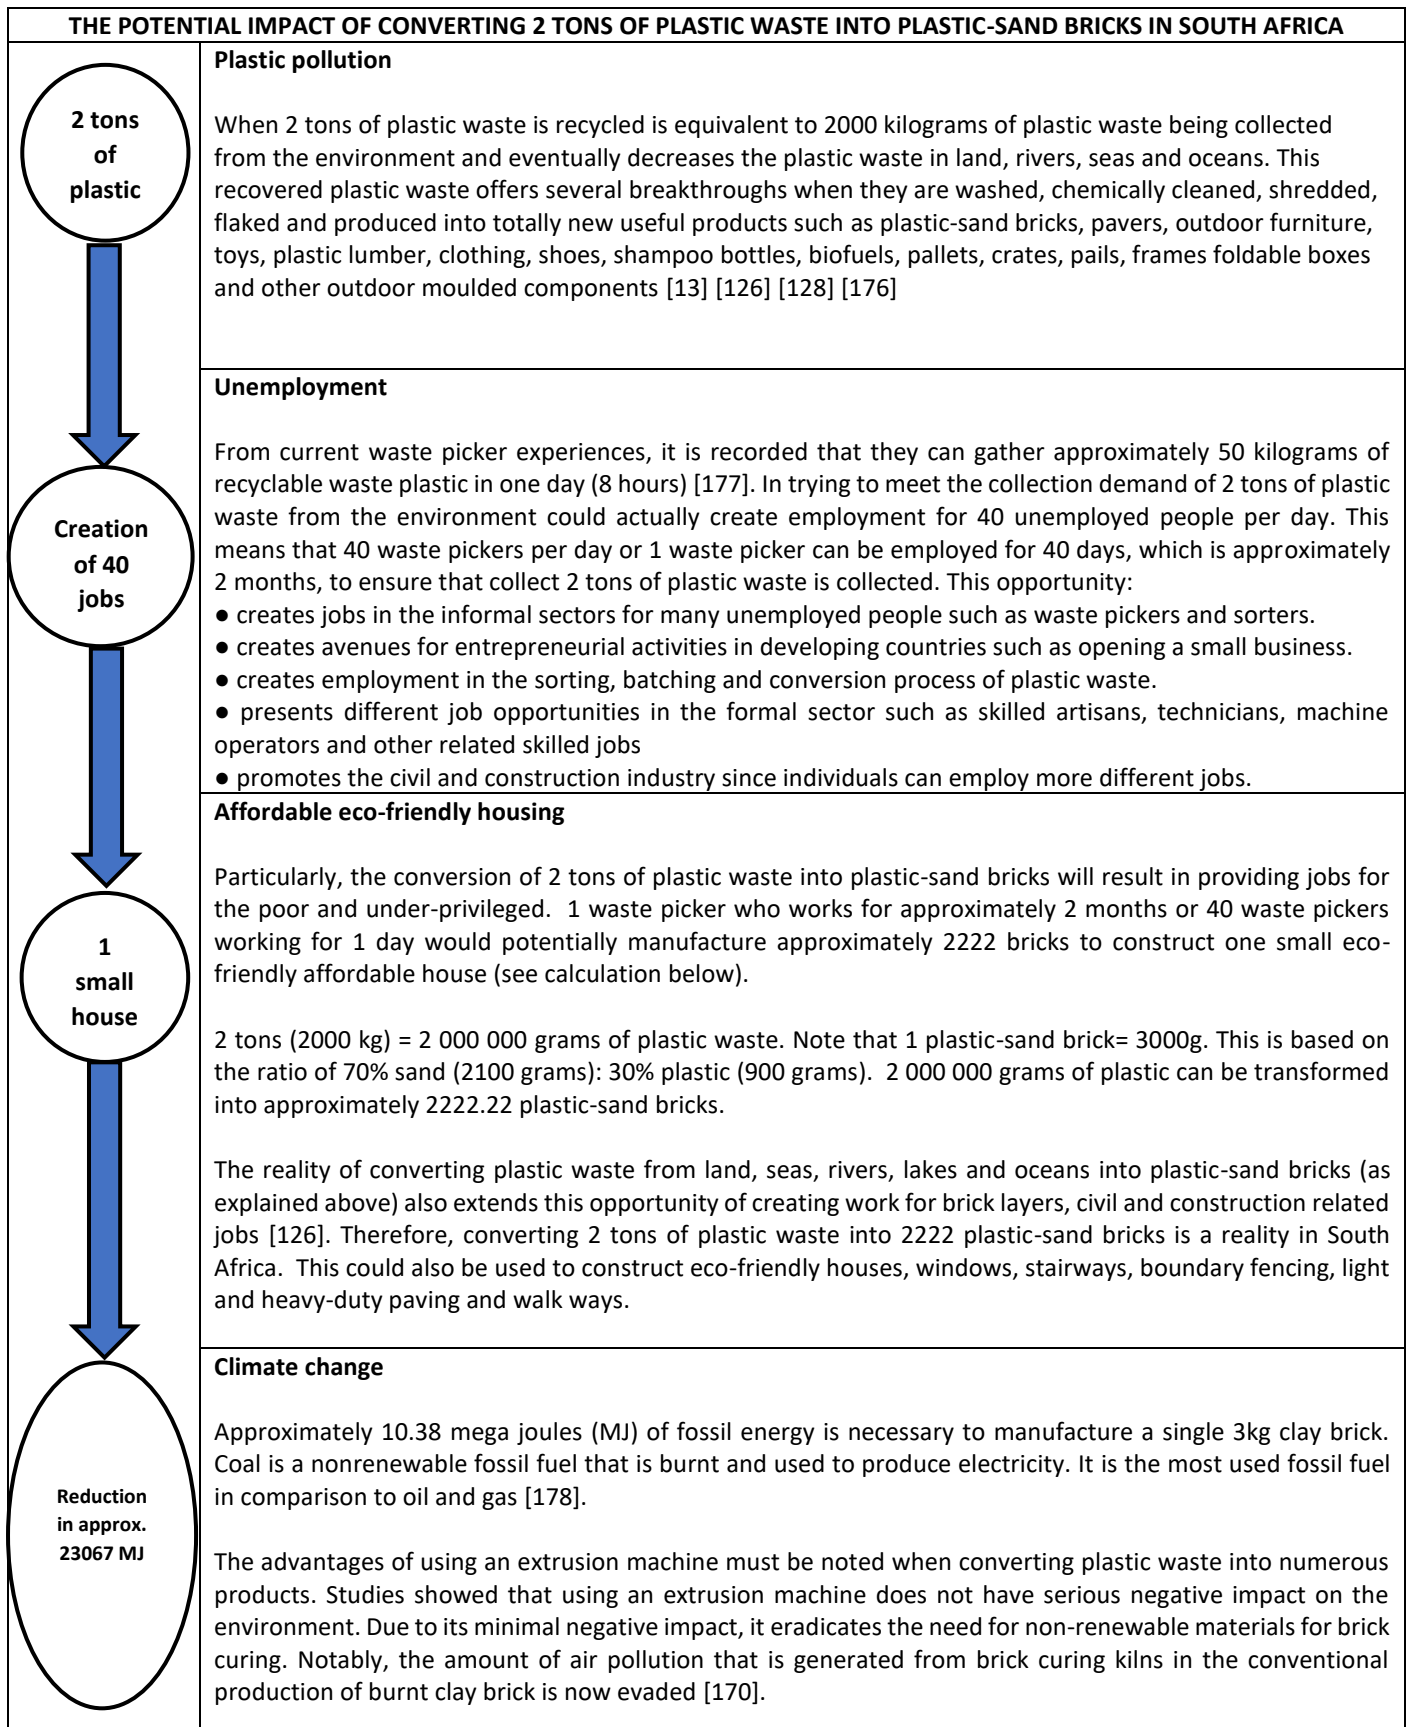 THE POTENTIAL IMPACT OF CONVERTING 2 TONS OF PLASTIC WASTE INTO PLASTIC-SAND BRICKS IN SOUTH AFRICA
2 tons
of
plastic
Plastic pollution
When 2 tons of plastic waste is recycled is equivalent to 2000 kilograms of plastic waste being collected
from the environment and eventually decreases the plastic waste in land, rivers, seas and oceans. This
recovered plastic waste offers several breakthroughs when they are washed, chemically cleaned, shredded,
flaked and produced into totally new useful products such as plastic-sand bricks, pavers, outdoor furniture,
toys, plastic lumber, clothing, shoes, shampoo bottles, biofuels, pallets, crates, pails, frames foldable boxes
and other outdoor moulded components [13] [126] [128] [176]
Creation
of 40
jobs
Unemployment
From current waste picker experiences, it is recorded that they can gather approximately 50 kilograms of
recyclable waste plastic in one day (8 hours) [177]. In trying to meet the collection demand of 2 tons of plastic
waste from the environment could actually create employment for 40 unemployed people per day. This
means that 40 waste pickers per day or 1 waste picker can be employed for 40 days, which is approximately
2 months, to ensure that collect 2 tons of plastic waste is collected. This opportunity:
● creates jobs in the informal sectors for many unemployed people such as waste pickers and sorters.
● creates avenues for entrepreneurial activities in developing countries such as opening a small business.
● creates employment in the sorting, batching and conversion process of plastic waste.
● presents different job opportunities in the formal sector such as skilled artisans, technicians, machine
operators and other related skilled jobs
● promotes the civil and construction industry since individuals can employ more different jobs.
1
small
house
Affordable eco-friendly housing
Particularly, the conversion of 2 tons of plastic waste into plastic-sand bricks will result in providing jobs for
the poor and under-privileged. 1 waste picker who works for approximately 2 months or 40 waste pickers
working for 1 day would potentially manufacture approximately 2222 bricks to construct one small eco-
friendly affordable house (see calculation below).
2 tons (2000 kg) = 2 000 000 grams of plastic waste. Note that 1 plastic-sand brick= 3000g. This is based on
the ratio of 70% sand (2100 grams): 30% plastic (900 grams). 2 000 000 grams of plastic can be transformed
into approximately 2222.22 plastic-sand bricks.
The reality of converting plastic waste from land, seas, rivers, lakes and oceans into plastic-sand bricks (as
explained above) also extends this opportunity of creating work for brick layers, civil and construction related
jobs [126]. Therefore, converting 2 tons of plastic waste into 2222 plastic-sand bricks is a reality in South
Africa. This could also be used to construct eco-friendly houses, windows, stairways, boundary fencing, light
and heavy-duty paving and walk ways.
Reduction
in approx.
23067 MJ
Climate change
Approximately 10.38 mega joules (MJ) of fossil energy is necessary to manufacture a single 3kg clay brick.
Coal is a nonrenewable fossil fuel that is burnt and used to produce electricity. It is the most used fossil fuel
in comparison to oil and gas [178].
The advantages of using an extrusion machine must be noted when converting plastic waste into numerous
products. Studies showed that using an extrusion machine does not have serious negative impact on the
environment. Due to its minimal negative impact, it eradicates the need for non-renewable materials for brick
curing. Notably, the amount of air pollution that is generated from brick curing kilns in the conventional
production of burnt clay brick is now evaded [170].